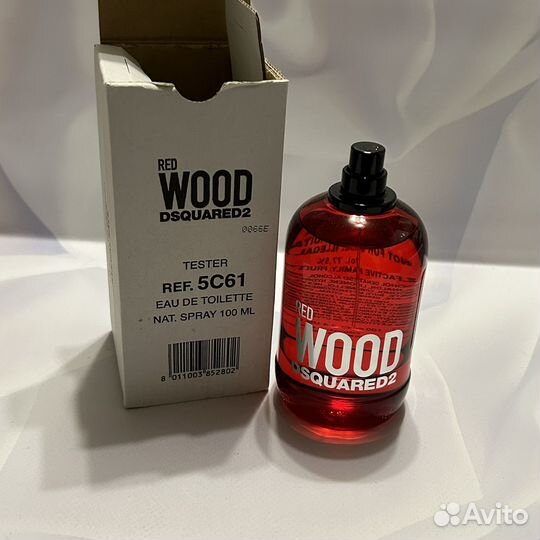 RED
WOOD
DSQUARED2
0066E
TESTER
REF. 5C61
EAU DE TOILETTE
NAT. SPRAY 100 ML
8 011003 852802
RED
WOOD
DSQUARED2
Avito